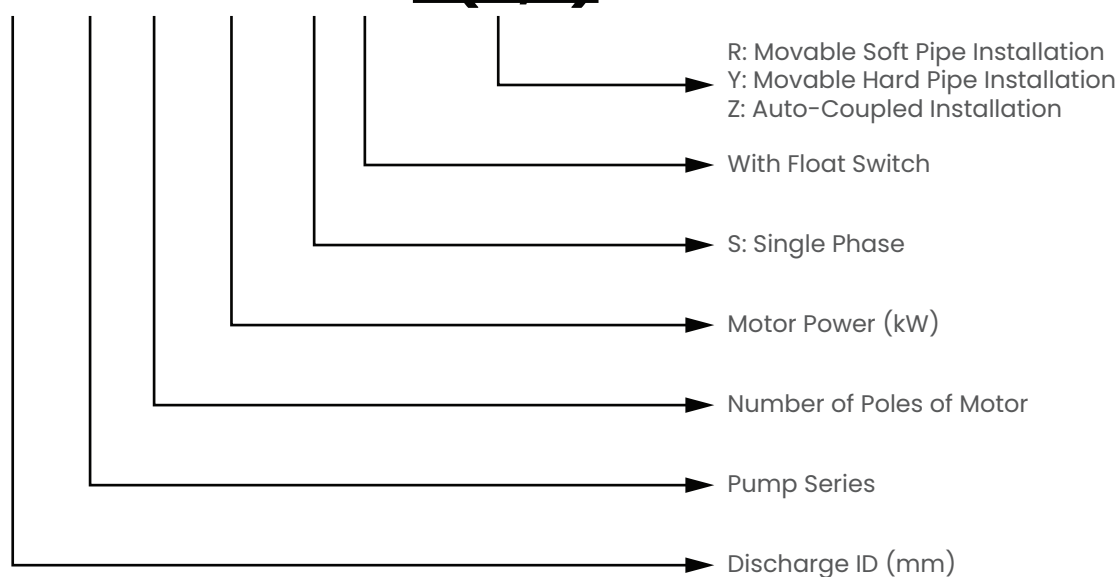 R: Movable Soft Pipe Installation
Y: Movable Hard Pipe Installation
Z: Auto-Coupled Installation
With Float Switch
S: Single Phase
Motor Power (kW)
Number of Poles of Motor
Pump Series
Discharge ID (mm)